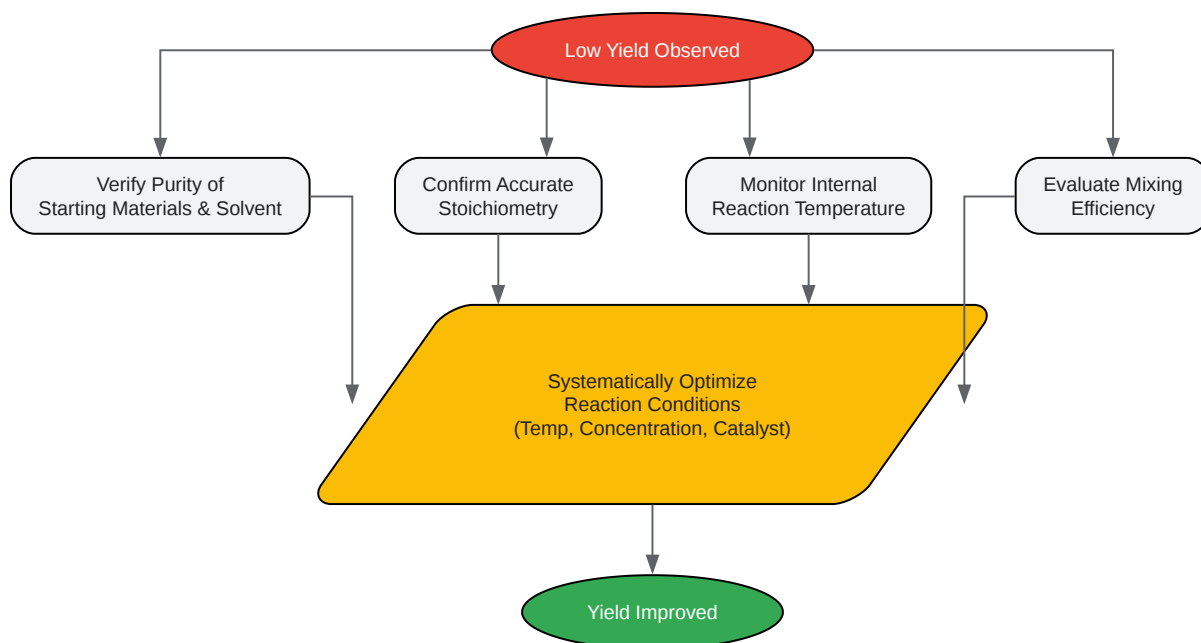 Low Yield Observed
Verify Purity of
Starting Materials & Solvent
Confirm Accurate
Stoichiometry
Monitor Internal
Reaction Temperature
Evaluate Mixing
Efficiency
Systematically Optimize
Reaction Conditions
(Temp, Concentration, Catalyst)
Yield Improved